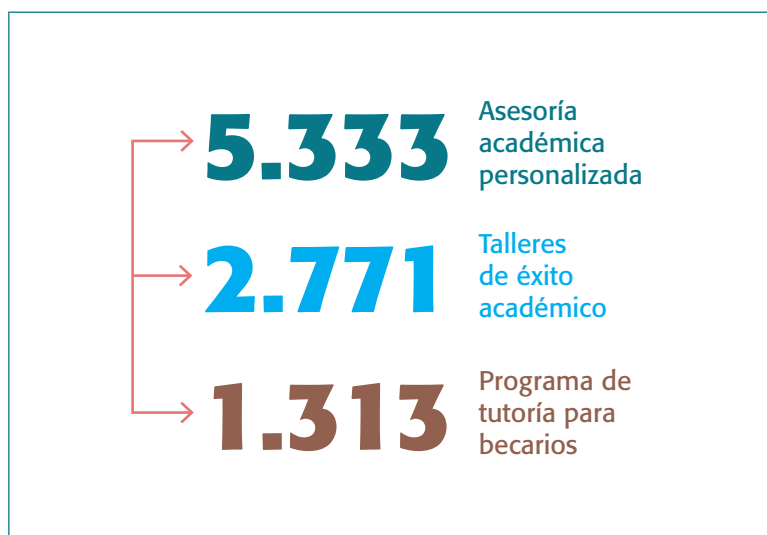 5.333
Asesoría
académica
personalizada
2.771
Talleres
de éxito
académico
1.313
Programa de
tutoría para
becarios